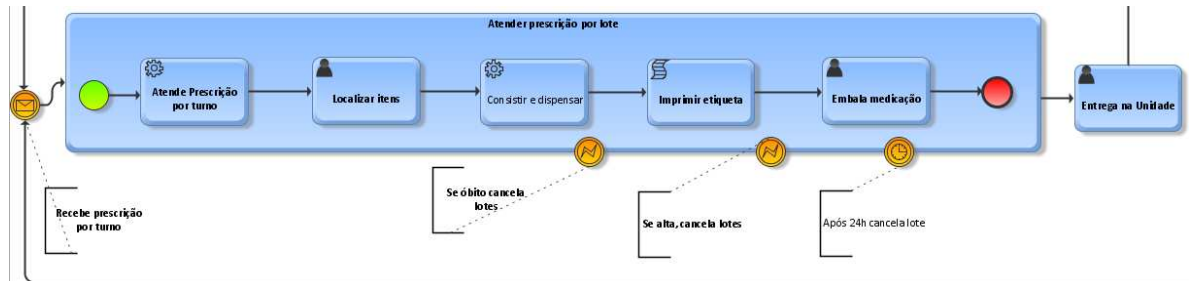 Atender prescrição por lote
Atende Prescrição
por turno
Localizar itens
Consistir e dispensar
Imprimir etiqueta
Embala medicação
Entrega na Unidade
Recebe prescrição
por turno
Se óbito cancela
lotes
Se alta, cancela lotes
Após 24h cancela lote